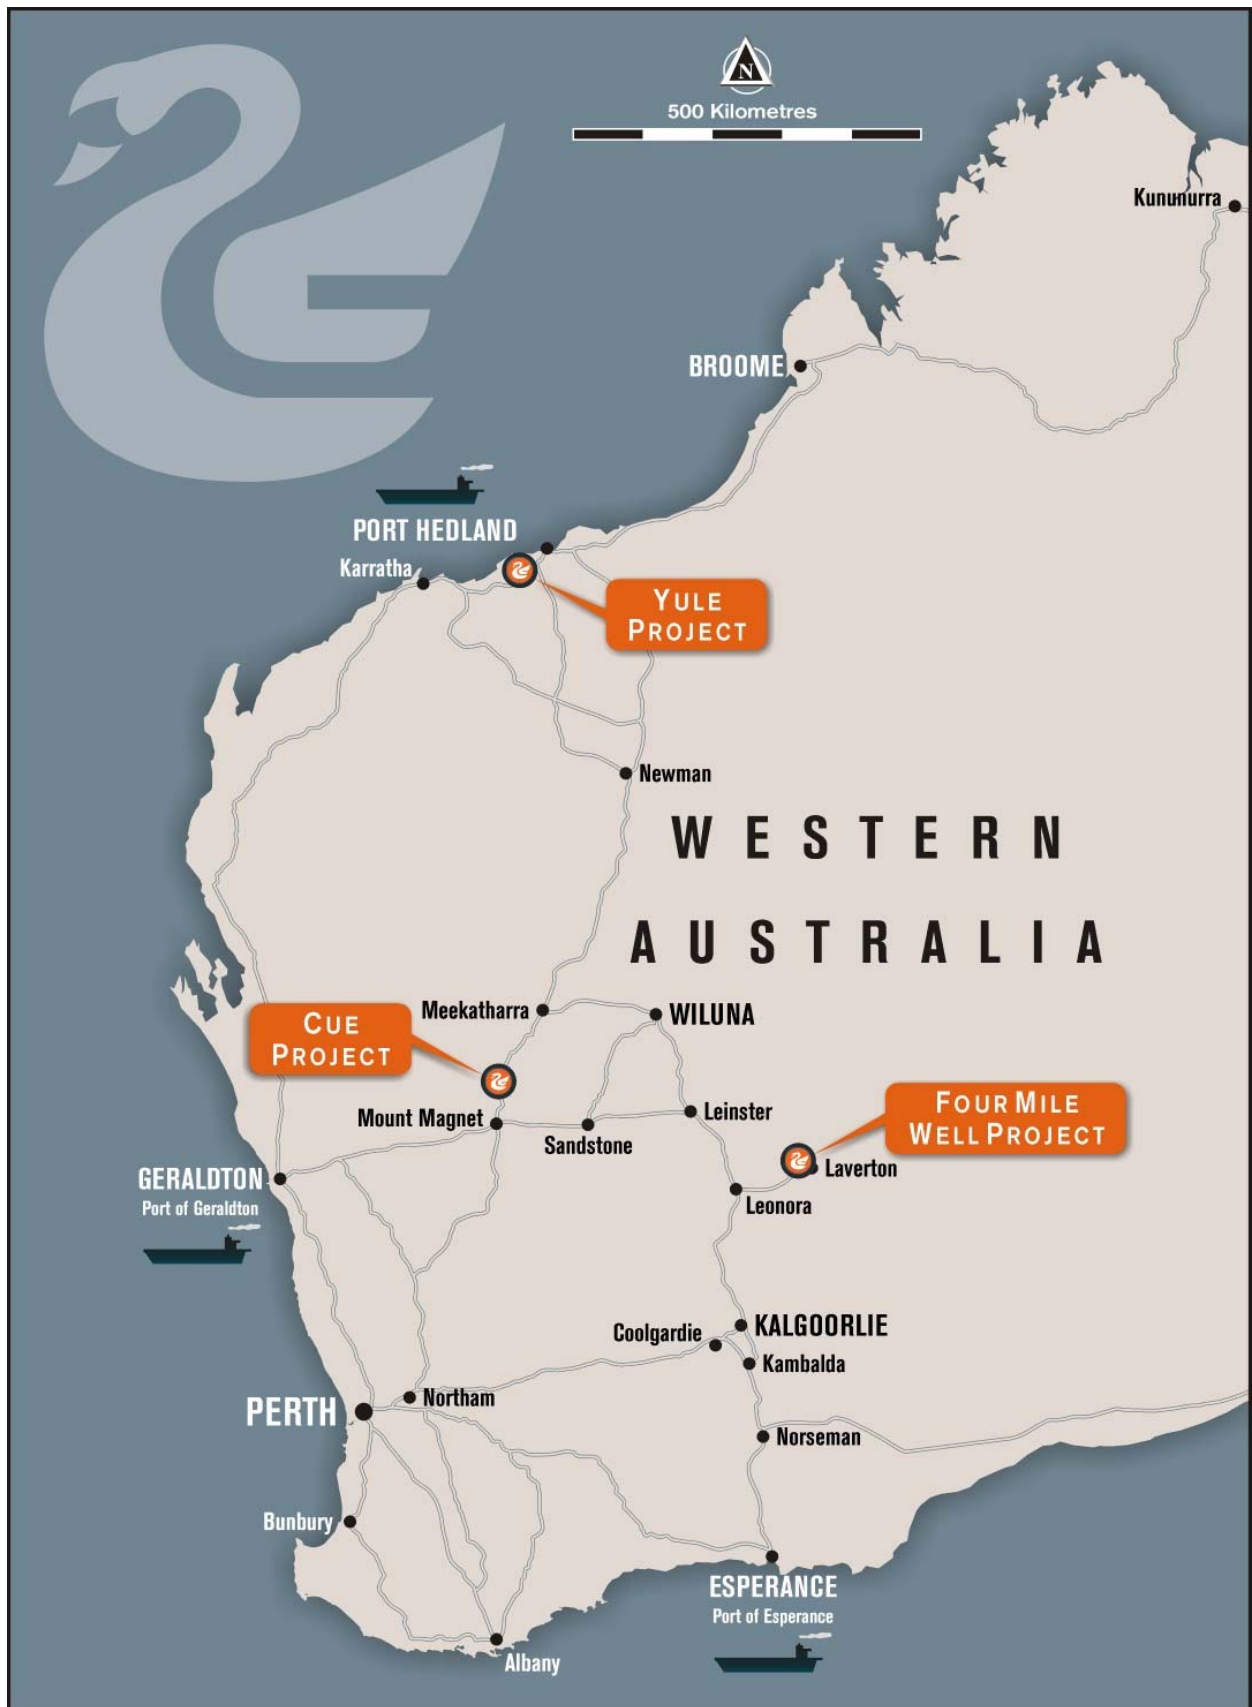 N
500 Kilometres
Kununurra
BROOME
PORT HEDLAND
Karratha
YULE
PROJECT
Newman
WESTERN
AUSTRALIA
Meekatharra
WILUNA
CUE
PROJECT
Mount Magnet
Sandstone
Leinster
FOUR MILE
WELL PROJECT
Laverton
Leonora
GERALDTON
Port of Geraldton
Coolgardie
KALGOORLIE
Kambalda
Northam
PERTH
Norseman
Bunbury
ESPERANCE
Port of Esperance
Albany